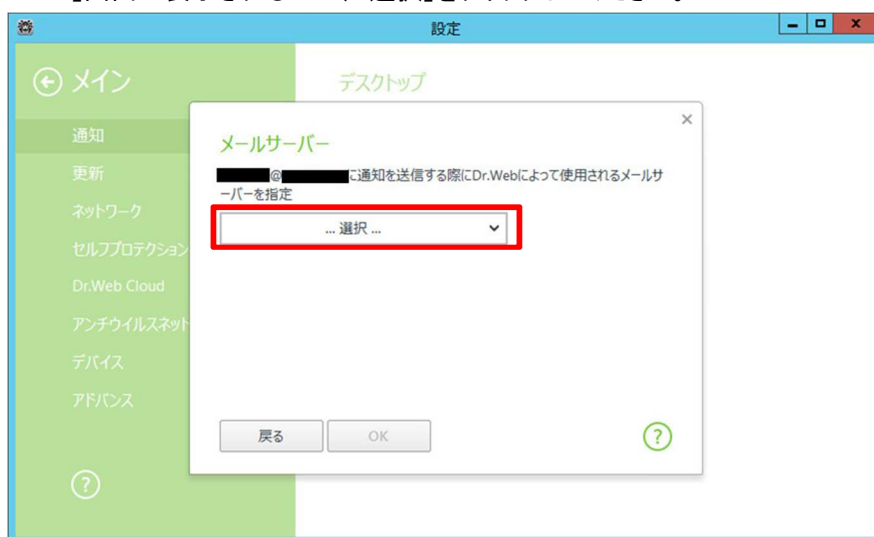 設定
メイン
デスクトップ
通知
更新
ネットワーク
セルフプロテクション
Dr.Web Cloud
アンチウイルスネット
デバイス
アドバンス
メールサーバー
@ に通知を送信する際にDr.Webによって使用されるメールサ
ーバーを指定
... 選択 ...
戻る
OK